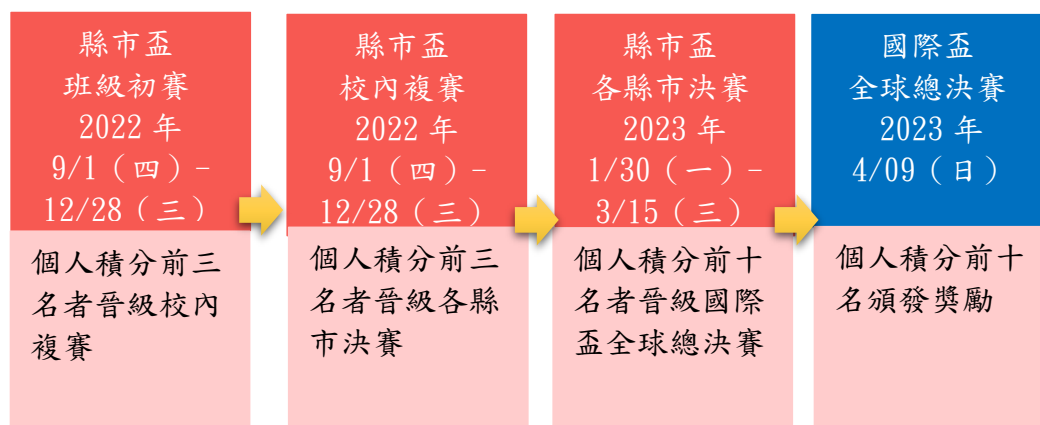 縣市盃
班級初賽
2022 年
9/1（四）-
12/28（三）
個人積分前三
名者晉級校內
複賽
縣市盃
校內複賽
2022 年
9/1（四）-
12/28（三）
個人積分前三
名者晉級各縣
市決賽
縣市盃
各縣市決賽
2023 年
1/30（一）-
3/15（三）
個人積分前十
名者晉級國際
盃全球總決賽
國際盃
全球總決賽
2023 年
4/09（日）
個人積分前十
名頒發獎勵